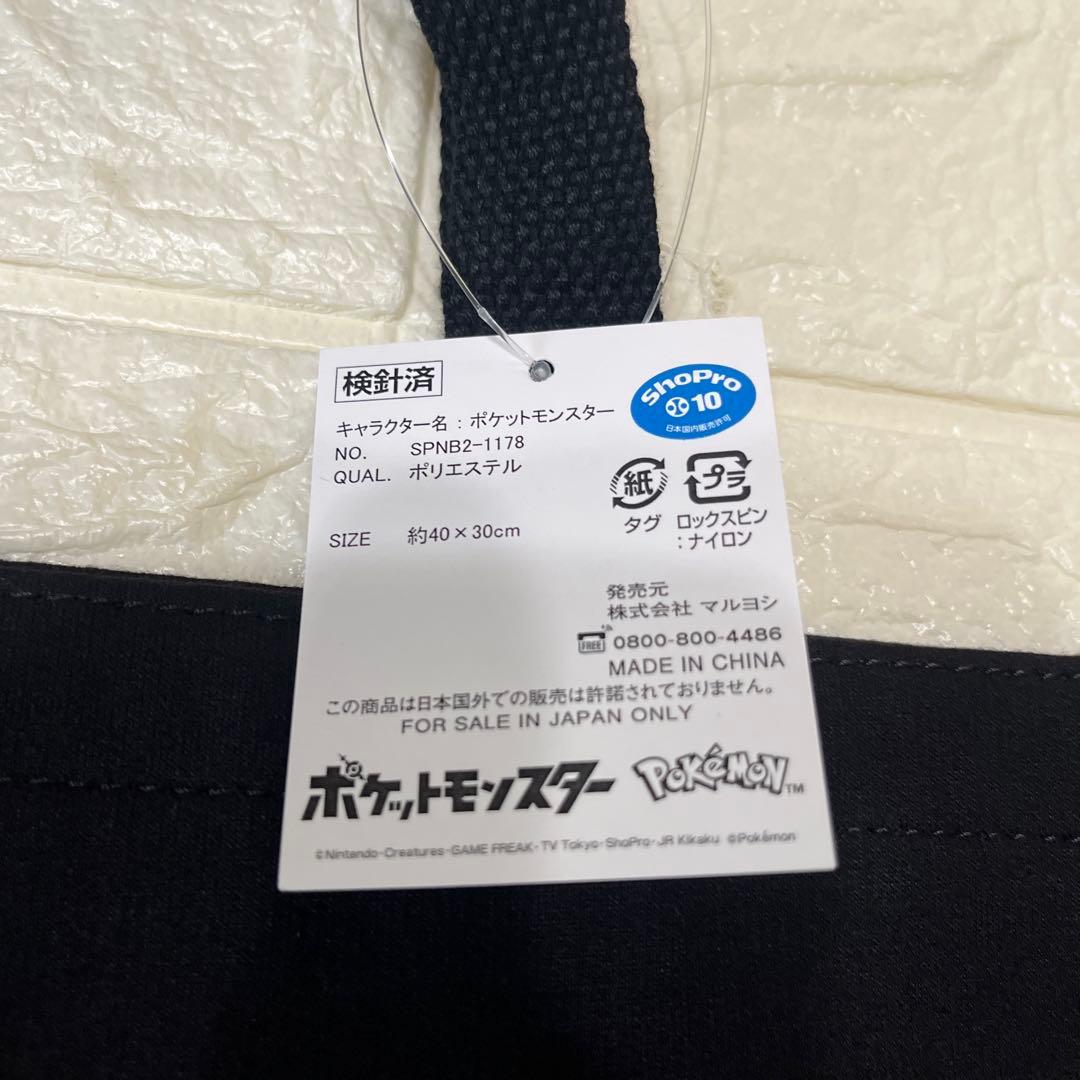 検針済
ShoPro
10
日本国内販売許可
キャラクター名 : ポケットモンスター
NO. SPNB2-1178
QUAL. ポリエステル
SIZE 約40×30cm
紙
タグ
プラ
ロックスピン
:ナイロン
発売元
株式会社 マルヨシ
FREE 0800-800-4486
MADE IN CHINA
この商品は日本国外での販売は許諾されておりません。
FOR SALE IN JAPAN ONLY
ポケットモンスター POKéMON™
©Nintendo・Creatures・GAME FREAK・TV Tokyo・ShoPro・JR Kikaku ©Pokémon